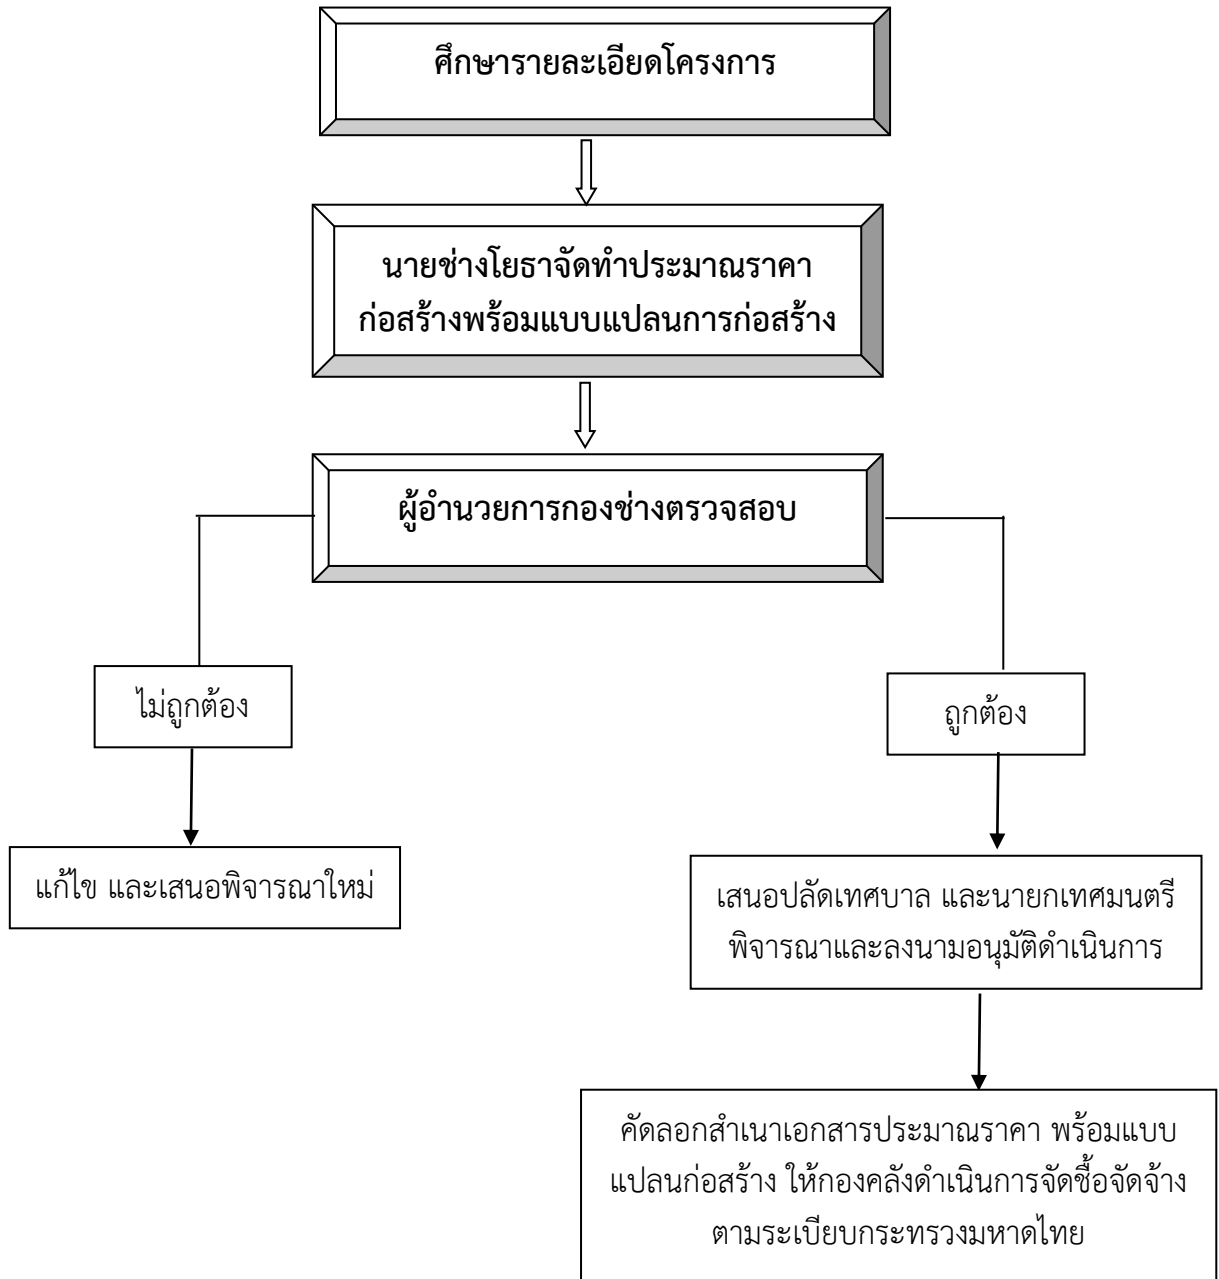 ศึกษารายละเอียดโครงการ
นายช่างโยธาจัดทำประมาณราคา
ก่อสร้างพร้อมแบบแปลนการก่อสร้าง
ผู้อำนวยการกองช่างตรวจสอบ
ไม่ถูกต้อง
ถูกต้อง
แก้ไข และเสนอพิจารณาใหม่
เสนอปลัดเทศบาล และนายกเทศมนตรี
พิจารณาและลงนามอนุมัติดำเนินการ
คัดลอกสำเนาเอกสารประมาณราคา พร้อมแบบ
แปลนก่อสร้าง ให้กองคลังดำเนินการจัดชื้อจัดจ้าง
ตามระเบียบกระทรวงมหาดไทย